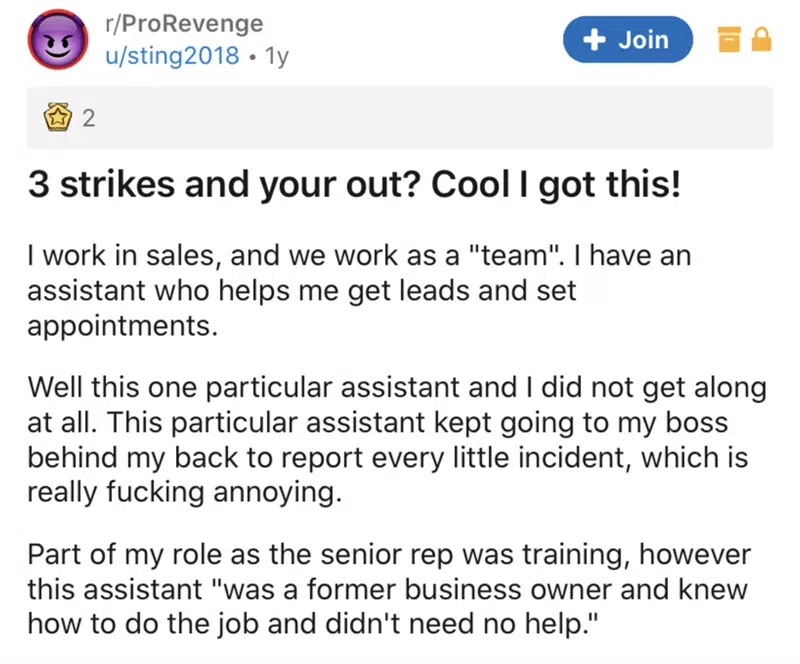 r/ProRevenge
u/sting2018 • 1y
+ Join
2
3 strikes and your out? Cool I got this!
I work in sales, and we work as a "team". I have an
assistant who helps me get leads and set
appointments.
Well this one particular assistant and I did not get along
at all. This particular assistant kept going to my boss
behind my back to report every little incident, which is
really fucking annoying.
Part of my role as the senior rep was training, however
this assistant "was a former business owner and knew
how to do the job and didn't need no help."